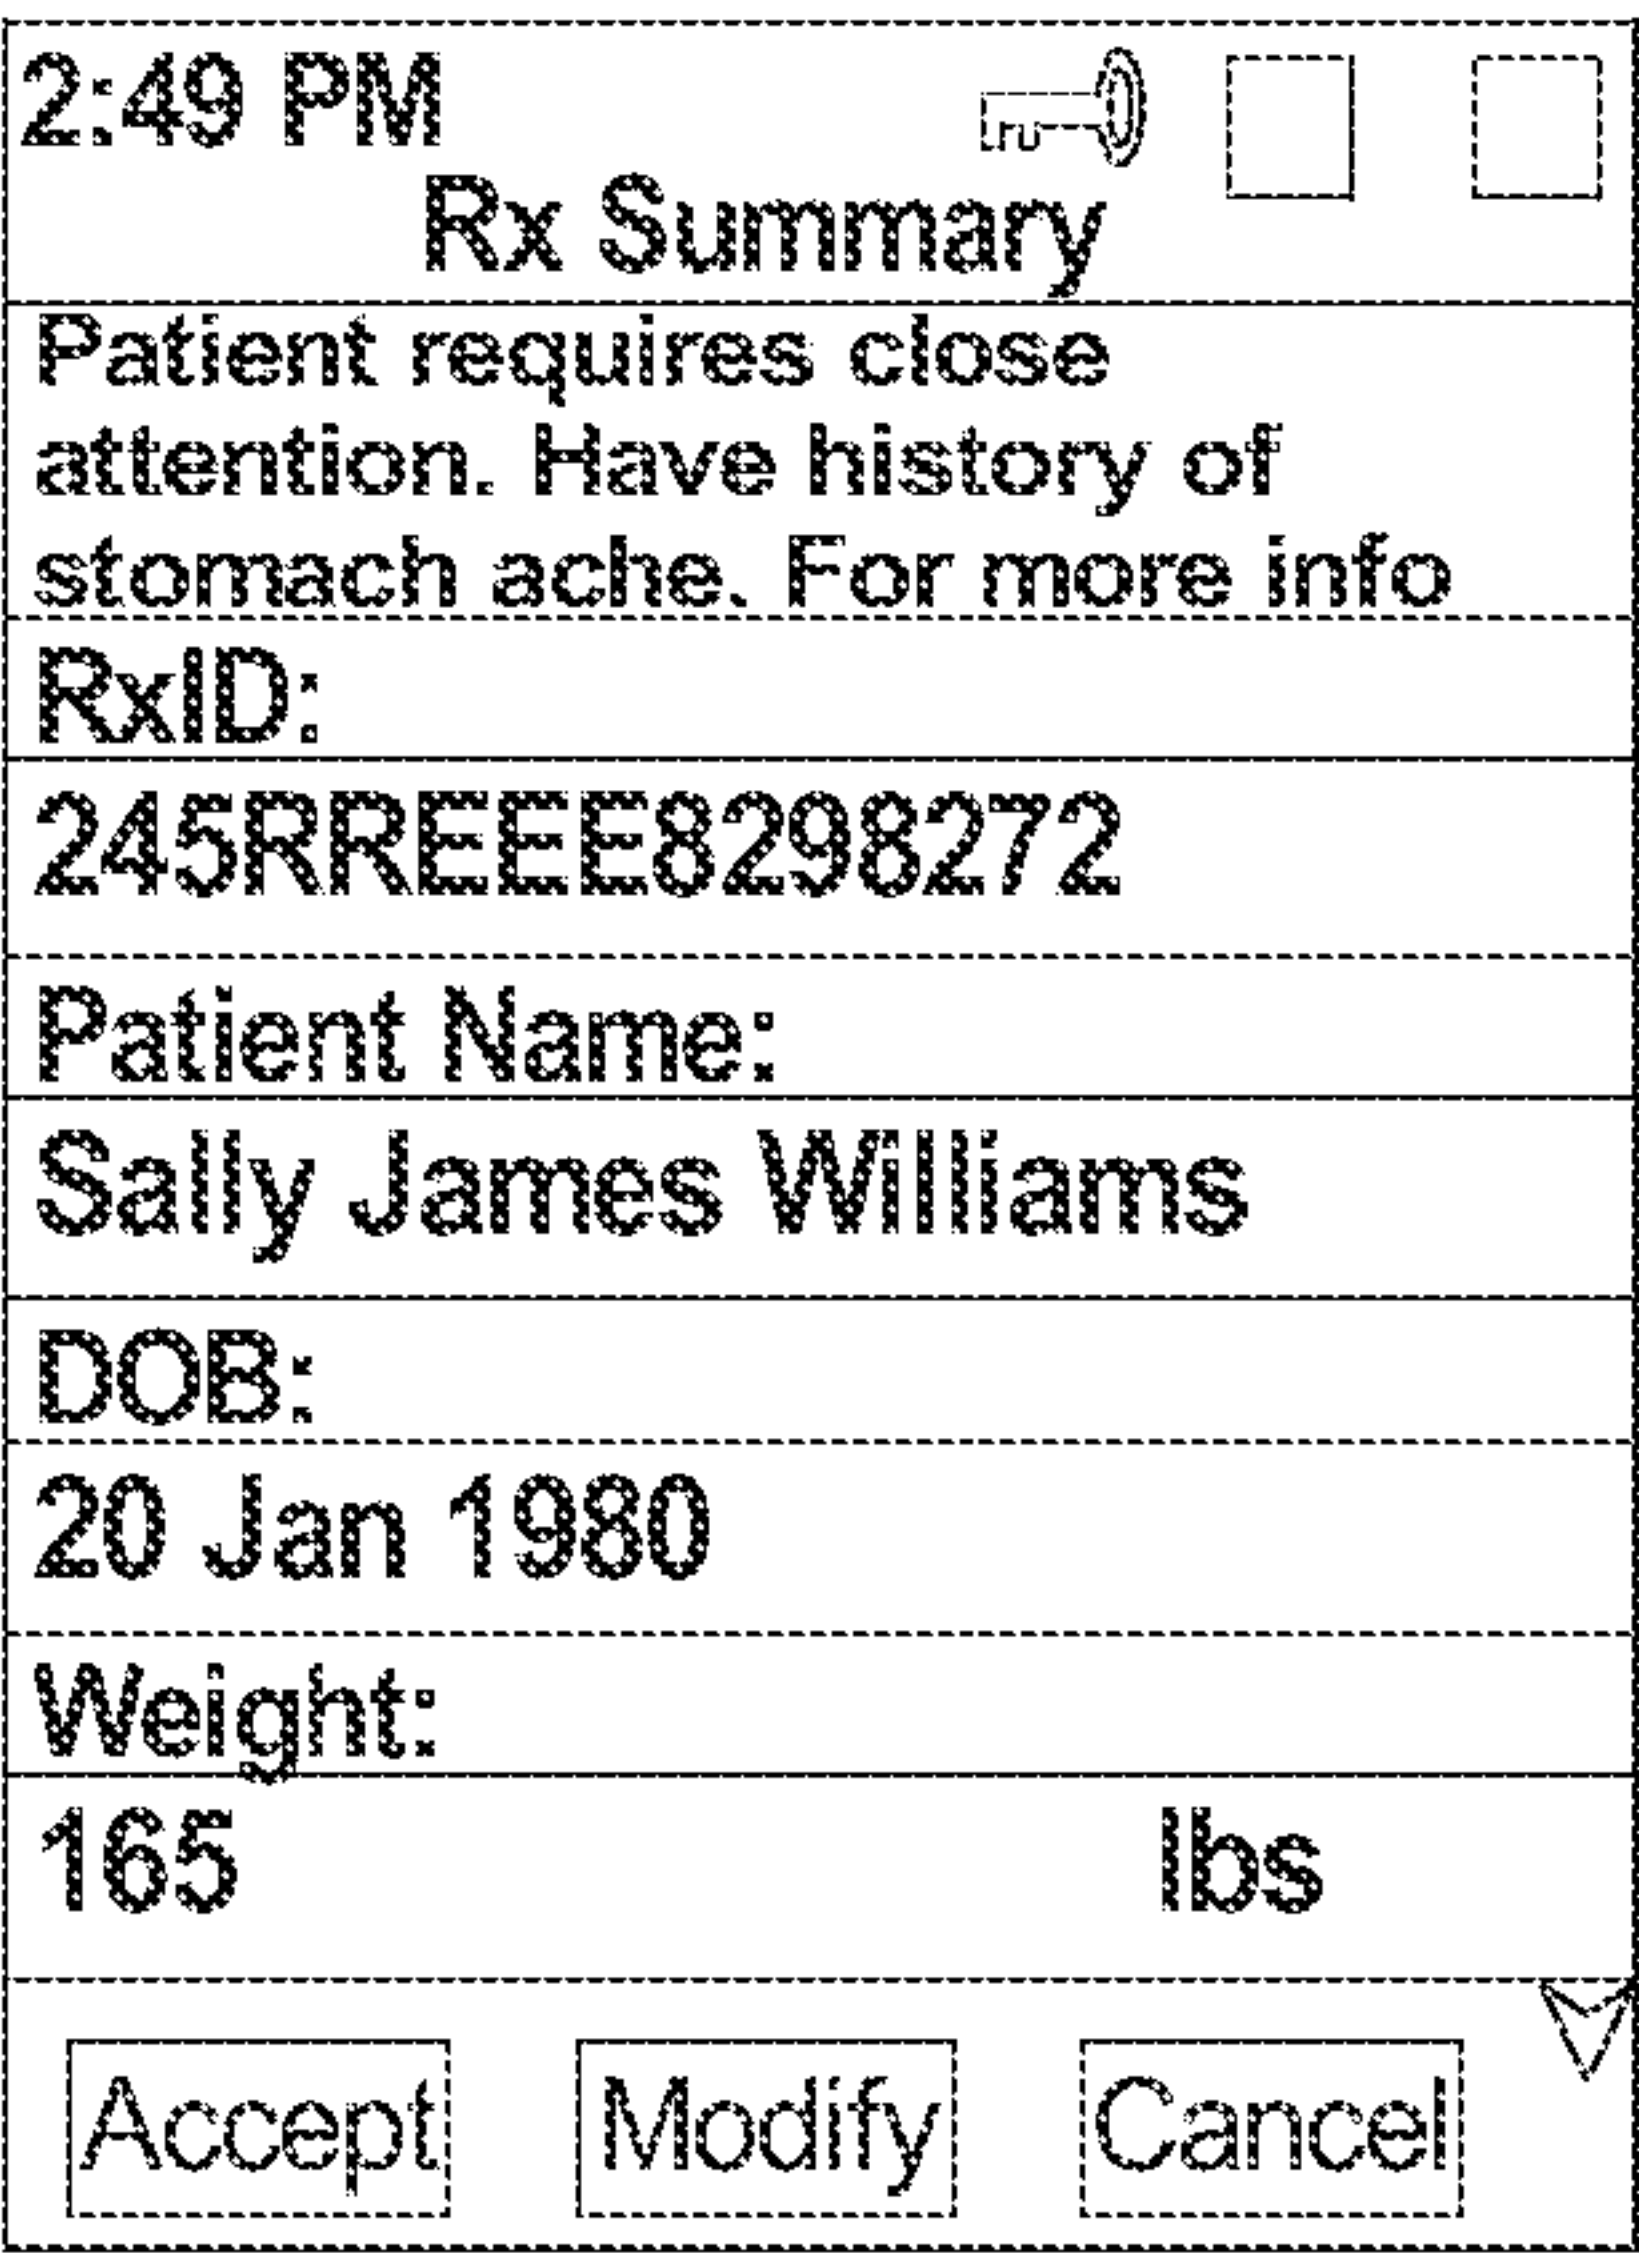 2:49 PM
Rx Summary
Patient requires close
attention. Have history of
stomach ache. For more info
RxID:
245RREEE8298272
Patient Name:
Sally James Williams
DOB:
20 Jan 1980
Weight:
165 lbs
Accept Modify Cancel